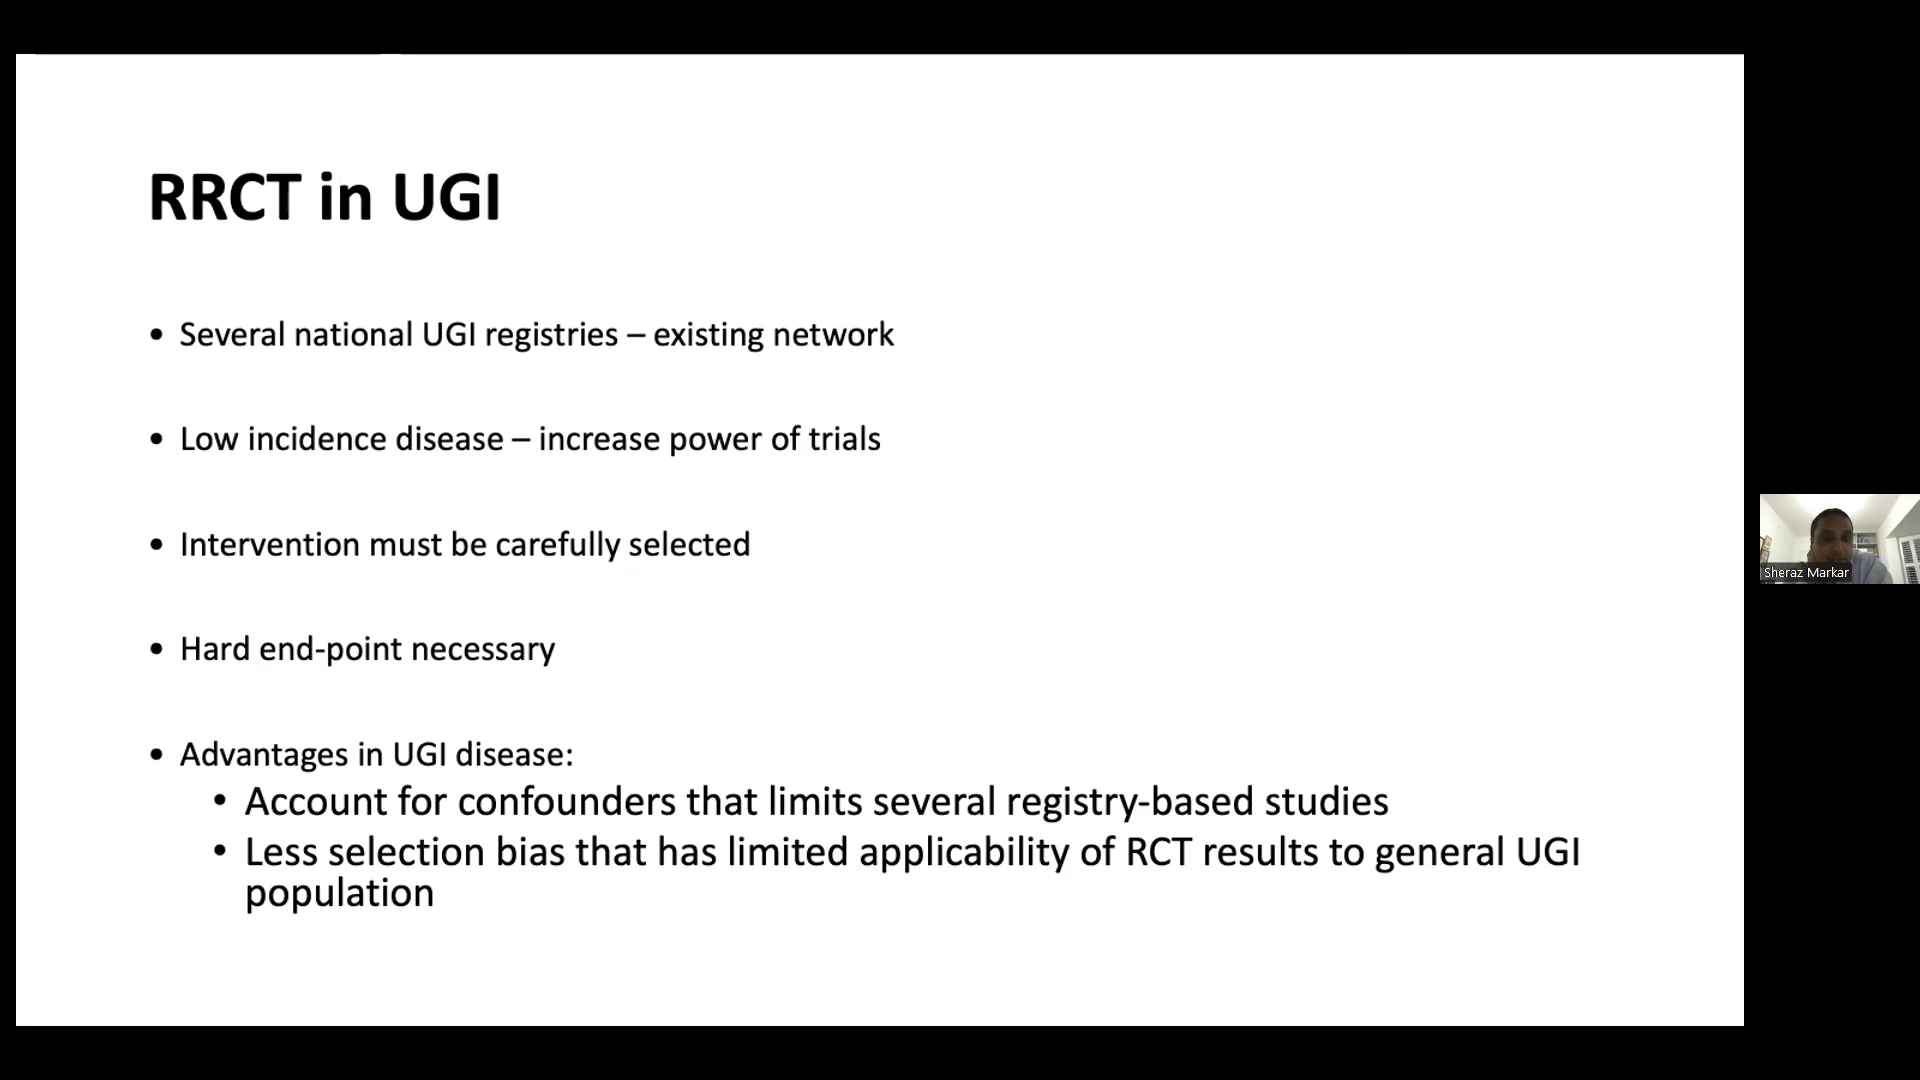 RRCT in UGI
• Several national UGI registries – existing network
• Low incidence disease – increase power of trials
• Intervention must be carefully selected
• Hard end-point necessary
• Advantages in UGI disease:
• Account for confounders that limits several registry-based studies
• Less selection bias that has limited applicability of RCT results to general UGI
population
Sheraz Markar